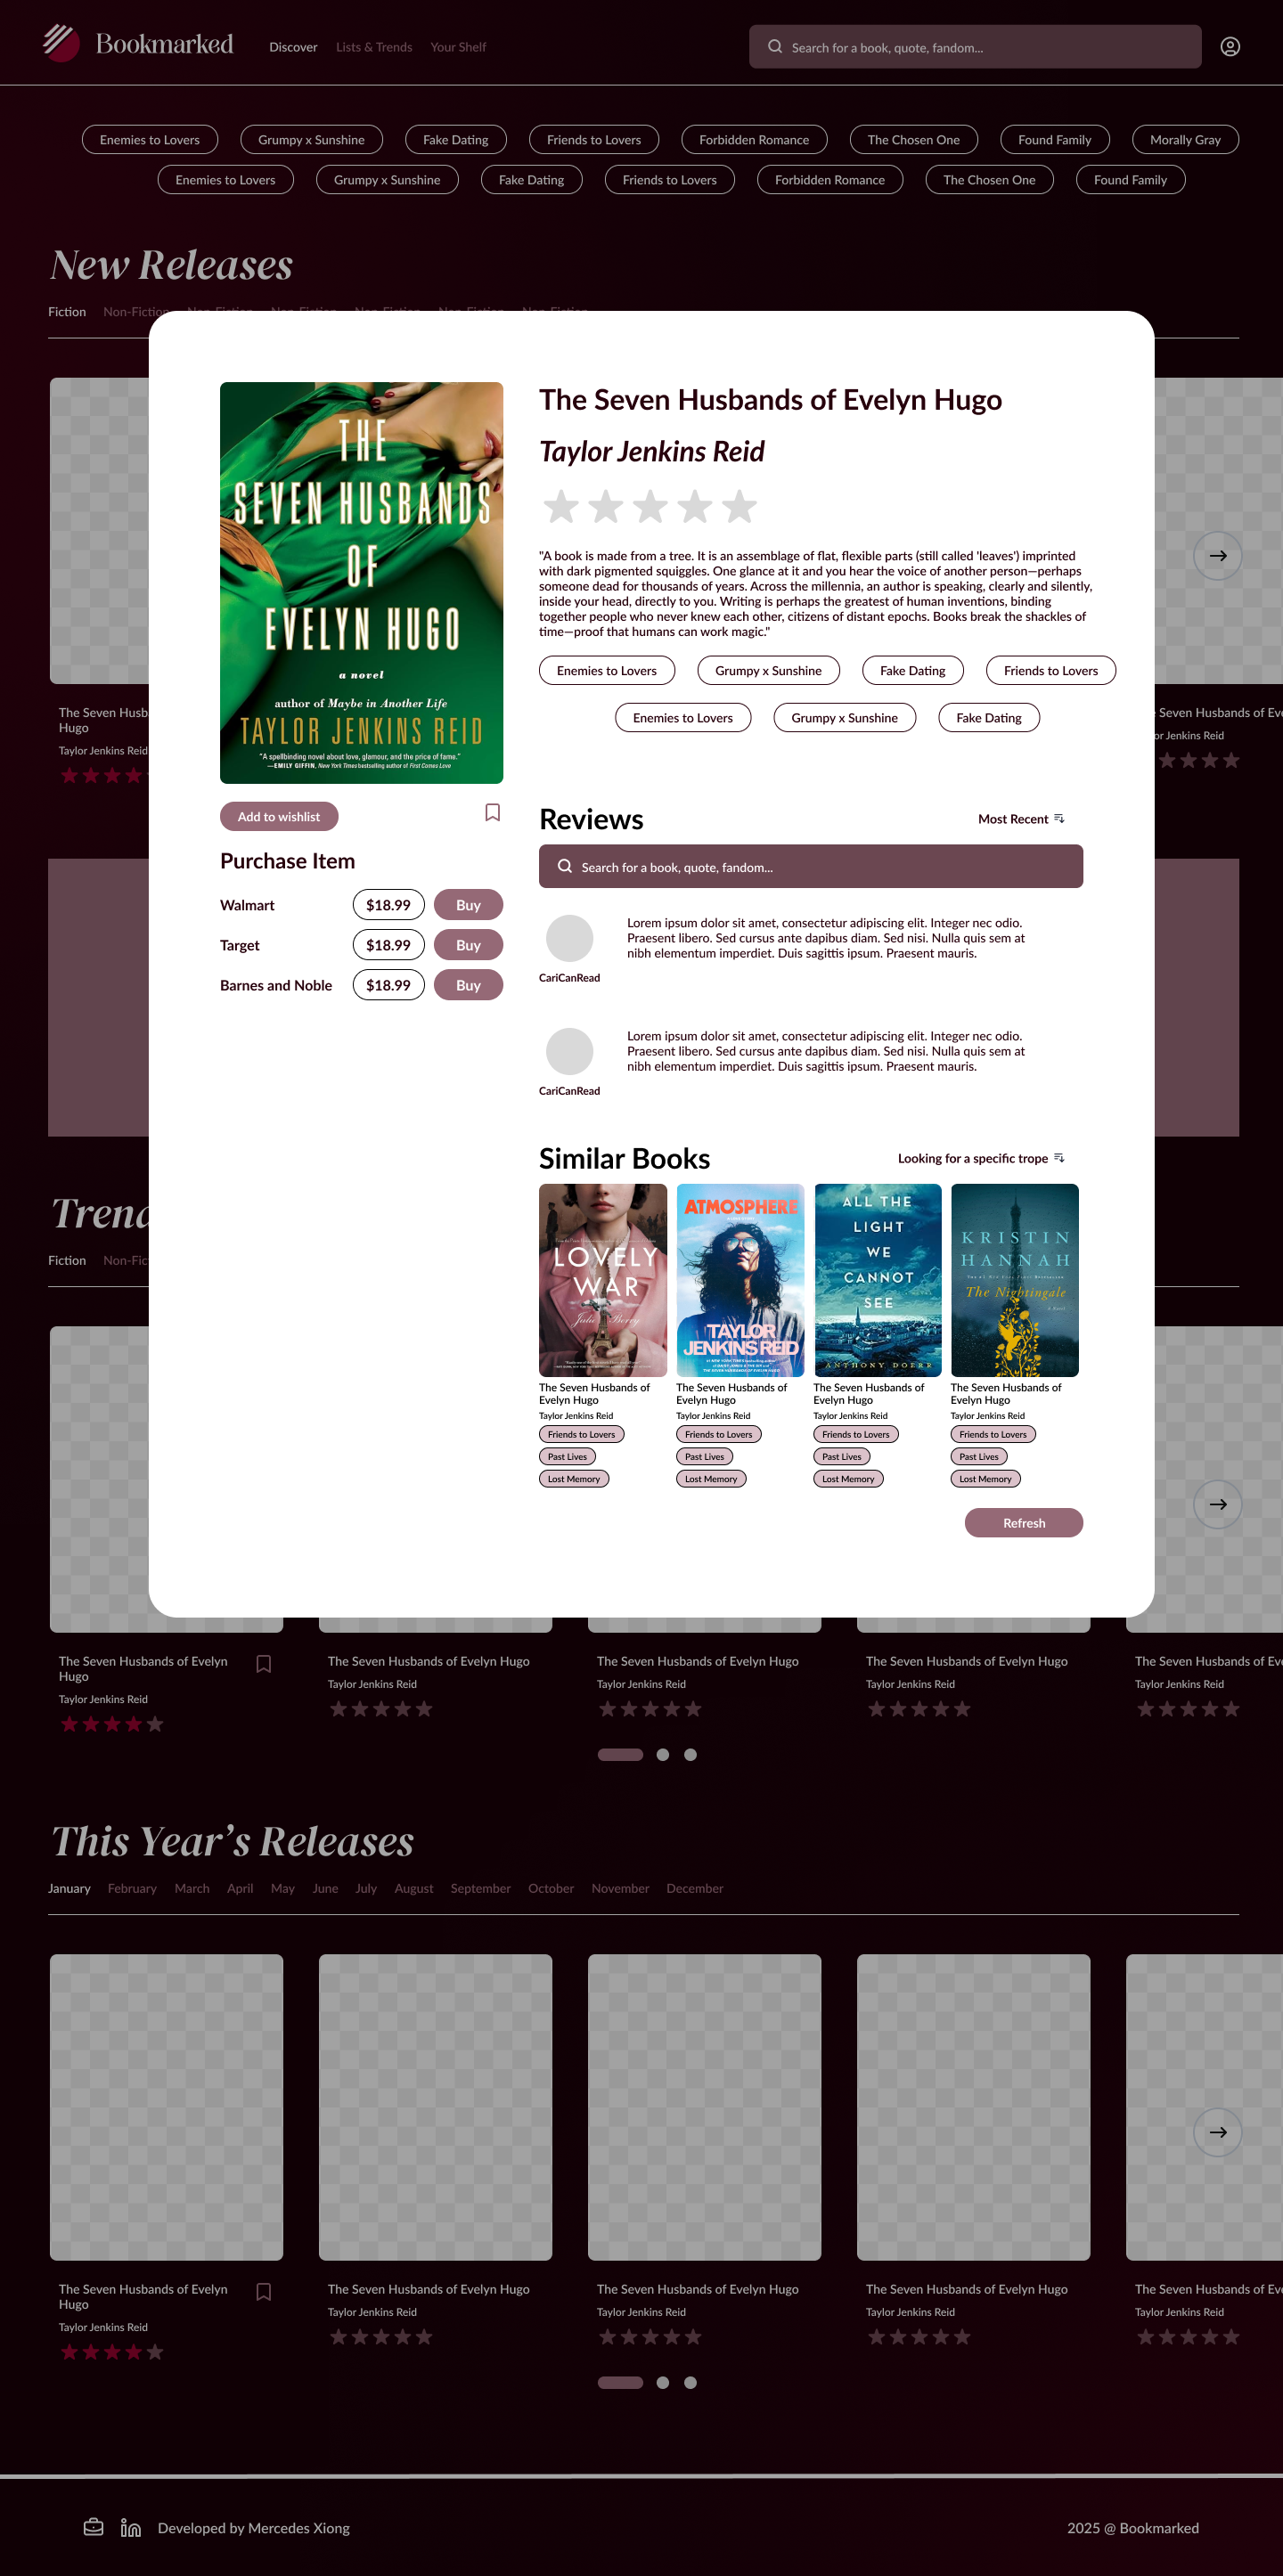 Bookmarked
Discover
Lists & Trends
Your Shelf
Search for a book, quote, fandom...
Enemies to Lovers
Grumpy x Sunshine
Fake Dating
Friends to Lovers
Forbidden Romance
The Chosen One
Found Family
Morally Gray
Enemies to Lovers
Grumpy x Sunshine
Fake Dating
Friends to Lovers
Forbidden Romance
The Chosen One
Found Family
New Releases
Fiction
Non-Fiction
Non-Fiction
Non-Fiction
Non-Fiction
Non-Fiction
Non-Fiction
The Seven
Hugo
Taylor Jenkins Reid
Seven Husbands of
Reid
THE
SEVEN HUSBANDS
OF
EVELYN HUGO
a novel
author of Maybe in Another Life
TAYLOR JENKINS REID
"A spellbinding novel about love, glamour, and the price of fame."
—EMILY GIFFIN, New York Times bestselling author of First Comes Love
Add to wishlist
Purchase Item
Walmart
$18.99
Buy
Target
$18.99
Buy
Barnes and Noble
$18.99
Buy
The Seven Husbands of Evelyn Hugo
Taylor Jenkins Reid
"A book is made from a tree. It is an assemblage of flat, flexible parts (still called 'leaves') imprinted
with dark pigmented squiggles. One glance at it and you hear the voice of another person—perhaps
someone dead for thousands of years. Across the millennia, an author is speaking, clearly and silently,
inside your head, directly to you. Writing is perhaps the greatest of human inventions, binding
together people who never knew each other, citizens of distant epochs. Books break the shackles of
time—proof that humans can work magic."
Enemies to Lovers
Grumpy x Sunshine
Fake Dating
Friends to Lovers
Enemies to Lovers
Grumpy x Sunshine
Fake Dating
Reviews
Most Recent
Search for a book, quote, fandom...
Lorem ipsum dolor sit amet, consectetur adipiscing elit. Integer nec odio.
Praesent libero. Sed cursus ante dapibus diam. Sed nisi. Nulla quis sem at
nibh elementum imperdiet. Duis sagittis ipsum. Praesent mauris.
CariCanRead
Lorem ipsum dolor sit amet, consectetur adipiscing elit. Integer nec odio.
Praesent libero. Sed cursus ante dapibus diam. Sed nisi. Nulla quis sem at
nibh elementum imperdiet. Duis sagittis ipsum. Praesent mauris.
CariCanRead
Similar Books
Looking for a specific trope
LOVELY
WAR
Julie Berry
ATMOSPHERE
TAYLOR
JENKINS REID
ALL THE
LIGHT
WE
CANNOT
SEE
ANTHONY DOERR
KRISTIN
HANNAH
The Nightingale
The Seven Husbands of
Evelyn Hugo
Taylor Jenkins Reid
Friends to Lovers
Past Lives
Lost Memory
The Seven Husbands of
Evelyn Hugo
Taylor Jenkins Reid
Friends to Lovers
Past Lives
Lost Memory
The Seven Husbands of
Evelyn Hugo
Taylor Jenkins Reid
Friends to Lovers
Past Lives
Lost Memory
The Seven Husbands of
Evelyn Hugo
Taylor Jenkins Reid
Friends to Lovers
Past Lives
Lost Memory
Refresh
Fiction
The Seven Husbands of Evelyn
Hugo
Taylor Jenkins Reid
The Seven Husbands of Evelyn Hugo
Taylor Jenkins Reid
The Seven Husbands of Evelyn Hugo
Taylor Jenkins Reid
The Seven Husbands of Evelyn Hugo
Taylor Jenkins Reid
The Seven Husbands of
Taylor Jenkins Reid
This Year's Releases
January
February
March
April
May
June
July
August
September
October
November
December
The Seven Husbands of Evelyn
Hugo
Taylor Jenkins Reid
The Seven Husbands of Evelyn Hugo
Taylor Jenkins Reid
The Seven Husbands of Evelyn Hugo
Taylor Jenkins Reid
The Seven Husbands of Evelyn Hugo
Taylor Jenkins Reid
The Seven Husbands of
Taylor Jenkins Reid
in
Developed by Mercedes Xiong
2025 @ Bookmarked